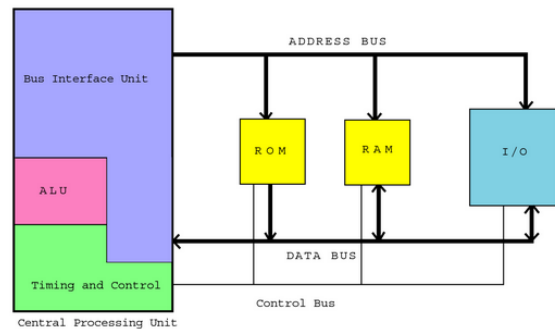 ADDRESS BUS
Bus Interface Unit
ROM
RAM
I/O
ALU
DATA BUS
Timing and Control
Control Bus
Central Processing Unit